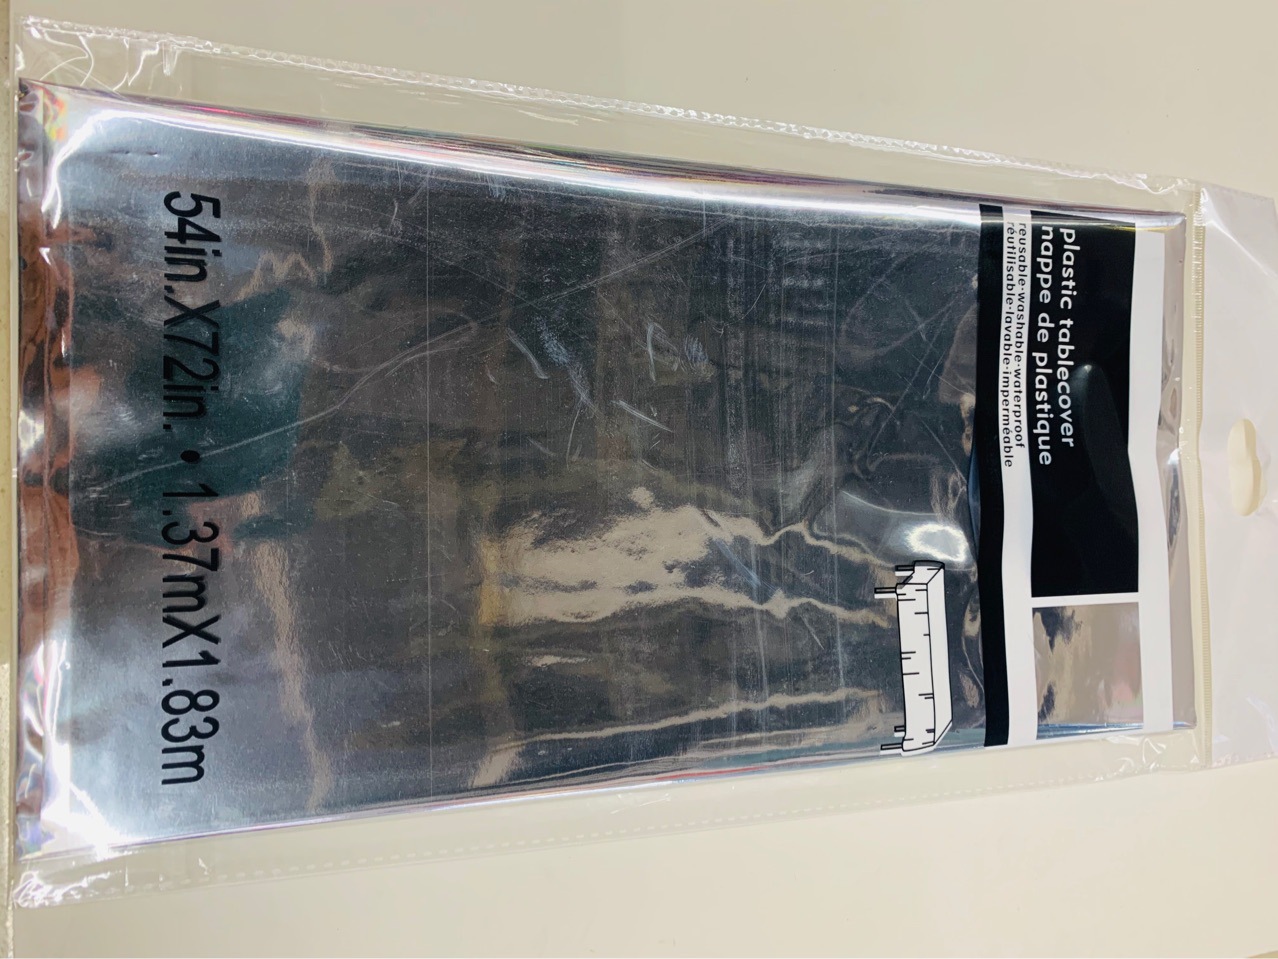 plastic tablecover
nappe de plastique
reusable·washable·waterproof
réutilisable·lavable·imperméable
54in.X72in. • 1.37mX1.83m